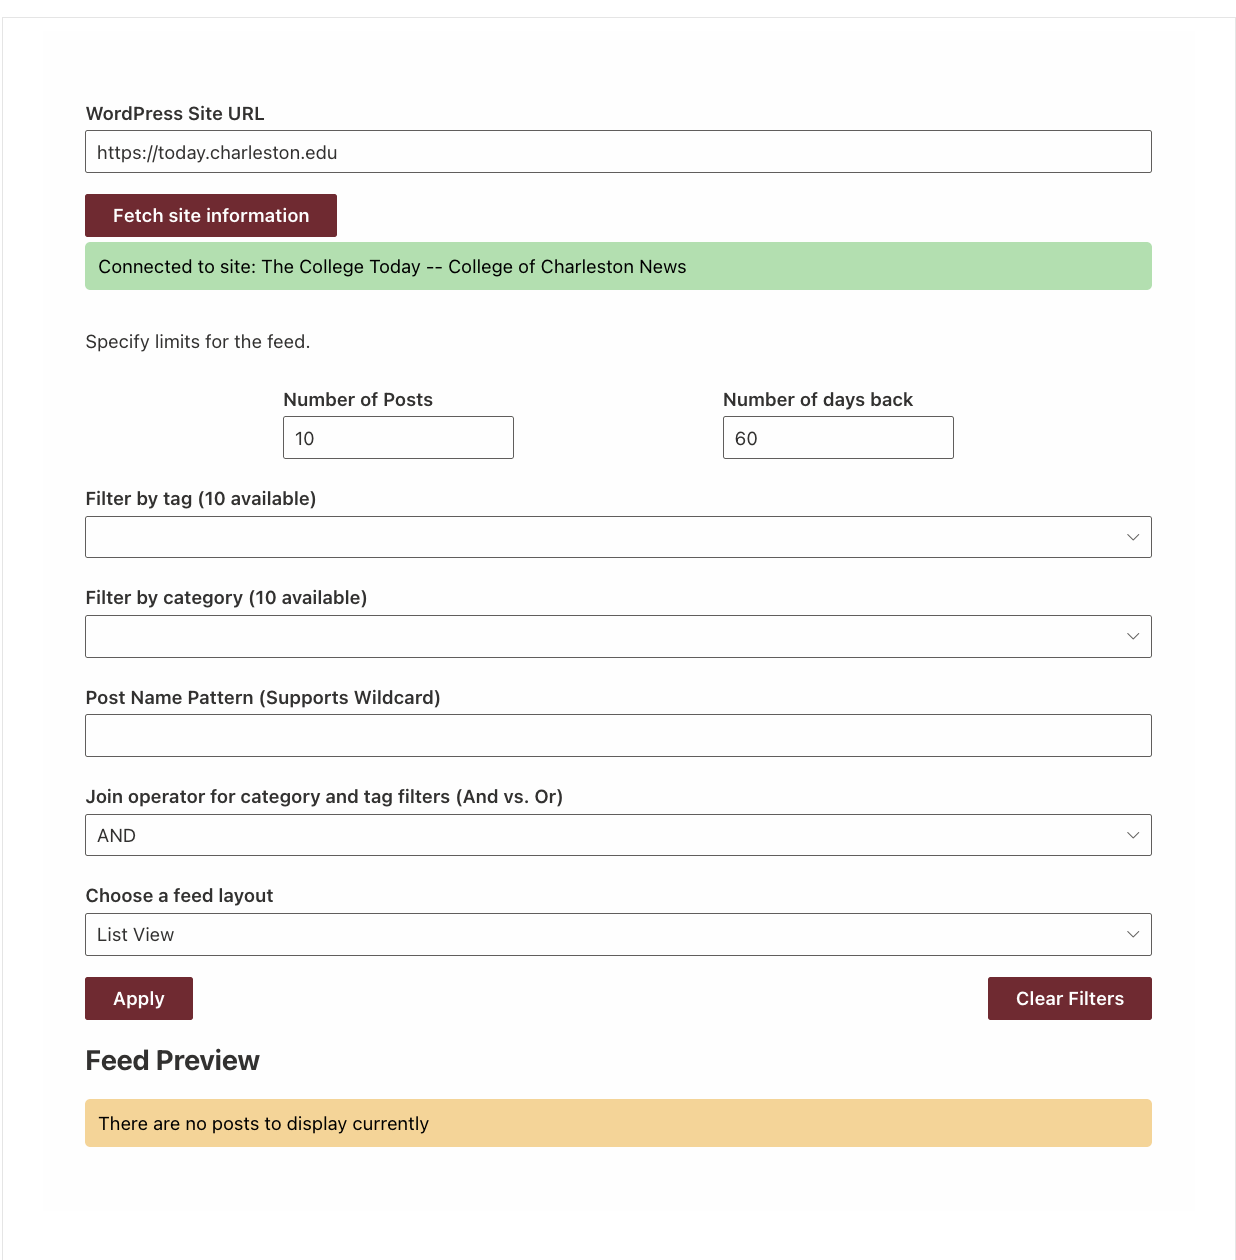 WordPress Site URL
https://today.charleston.edu
Fetch site information
Connected to site: The College Today -- College of Charleston News
Specify limits for the feed.
Number of Posts
10
Number of days back
60
Filter by tag (10 available)
Filter by category (10 available)
Post Name Pattern (Supports Wildcard)
Join operator for category and tag filters (And vs. Or)
AND
Choose a feed layout
List View
Apply
Clear Filters
Feed Preview
There are no posts to display currently